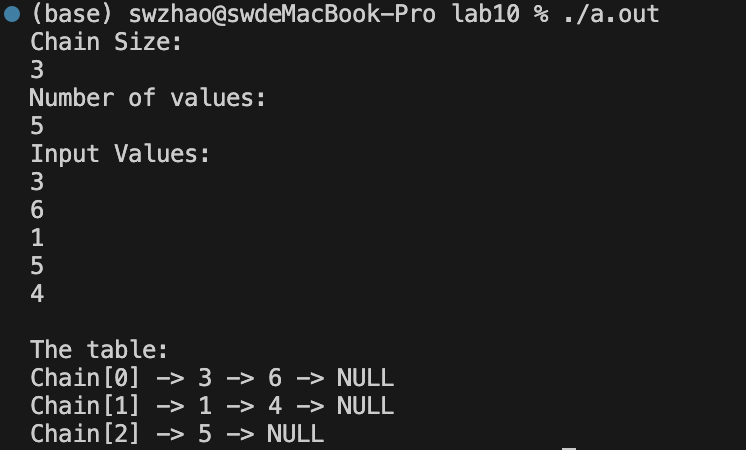 (base) swzhao@swdeMacBook-Pro lab10 % ./a.out
Chain Size:
3
Number of values:
5
Input Values:
3
6
1
5
4
The table:
Chain[0] -> 3 -> 6 -> NULL
Chain[1] -> 1 -> 4 -> NULL
Chain[2] -> 5 -> NULL